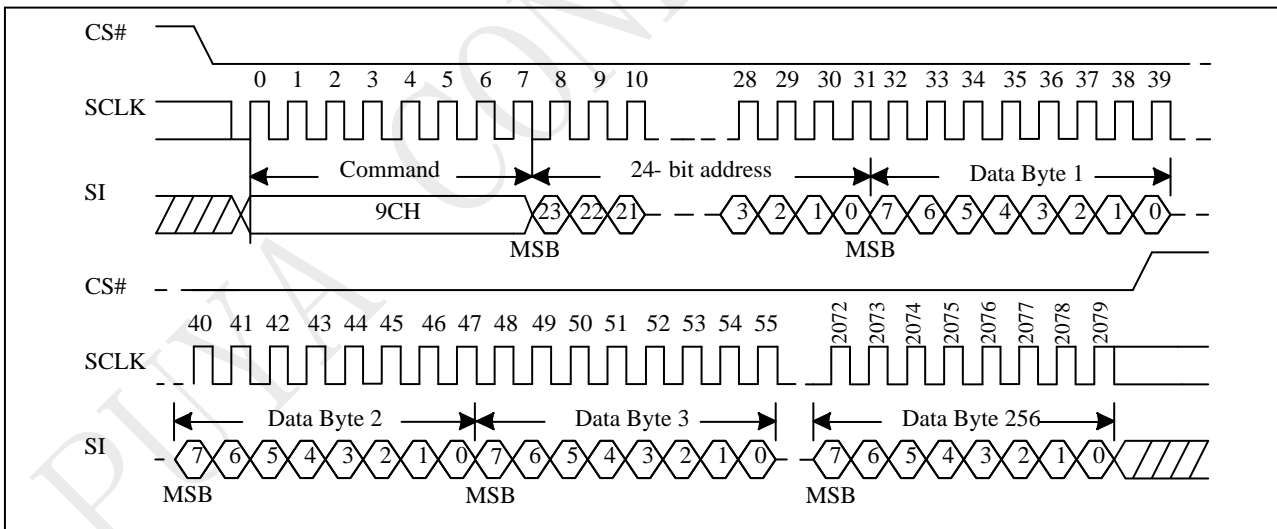 CS#
0 1 2 3 4 5 6 7 8 9 10 28 29 30 31 32 33 34 35 36 37 38 39
SCLK
Command 24- bit address Data Byte 1
SI
9CH 23 22 21 3 2 1 0 7 6 5 4 3 2 1 0
MSB MSB
CS#
40 41 42 43 44 45 46 47 48 49 50 51 52 53 54 55 2072 2073 2074 2075 2076 2077 2078 2079
SCLK
Data Byte 2 Data Byte 3 Data Byte 256
SI
7 6 5 4 3 2 1 0 7 6 5 4 3 2 1 0 7 6 5 4 3 2 1 0
MSB MSB MSB
PUYA